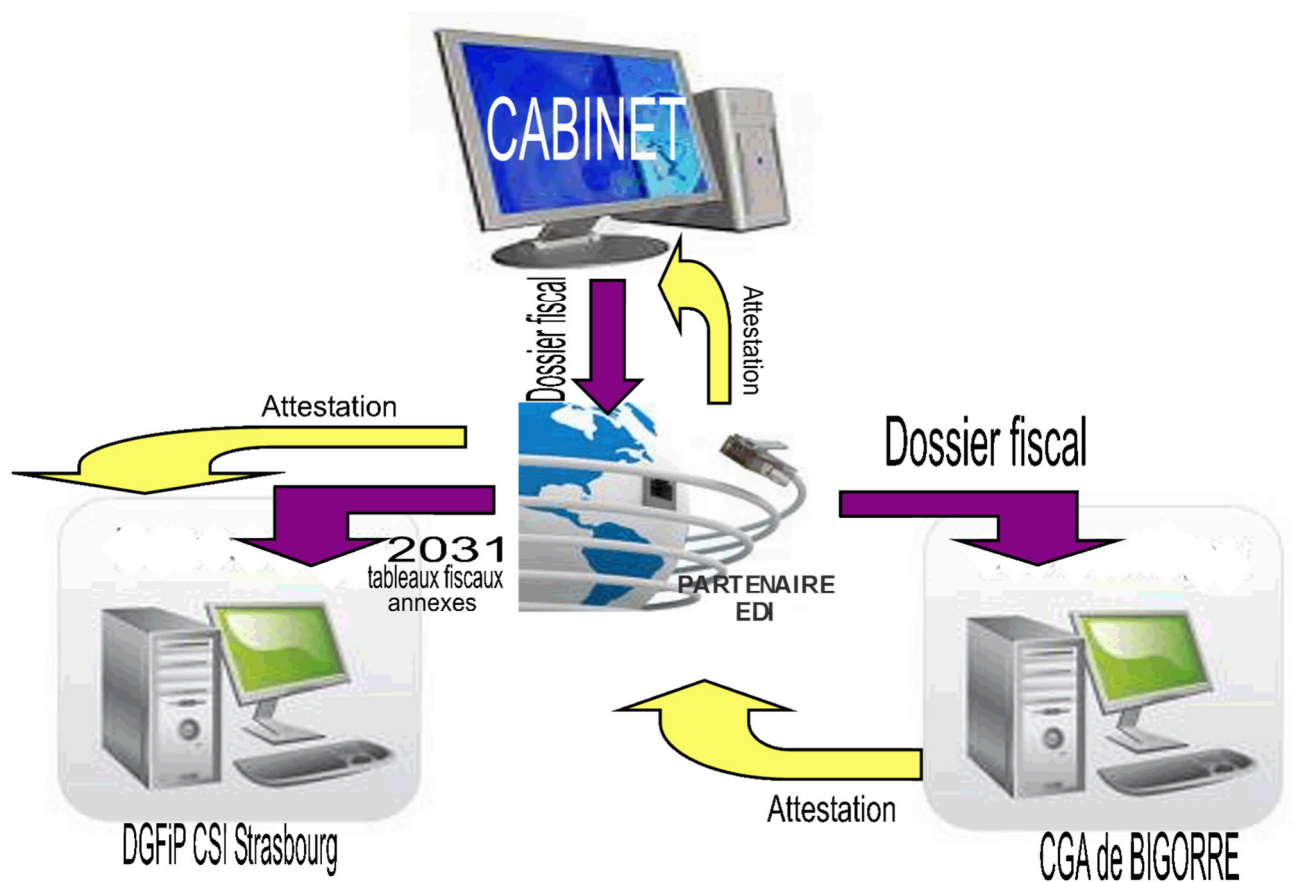 CABINET
Dossier fiscal
Attestation
Attestation
Dossier fiscal
2031
tableaux fiscaux
annexes
PARTENAIRE
EDI
Attestation
DGFiP CSI Strasbourg
CGA de BIGORRE